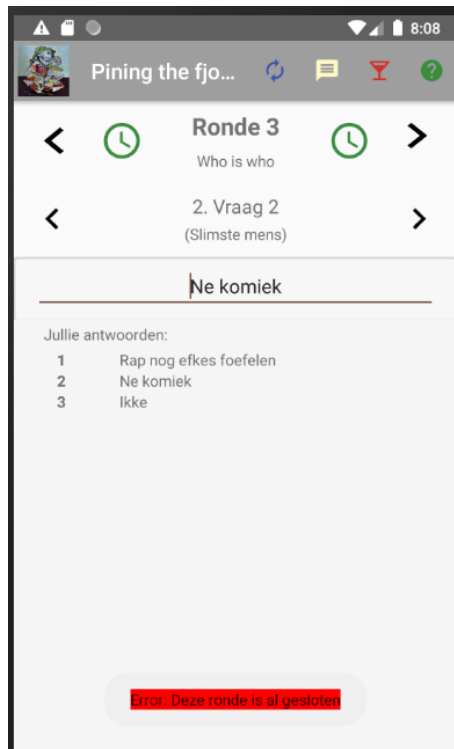 8:08
Pining the fjo...
Ronde 3
Who is who
2. Vraag 2
(Slimste mens)
Ne komiek
Jullie antwoorden:
1 Rap nog efkes foefelen
2 Ne komiek
3 Ikke
Error: Deze ronde is al gesloten